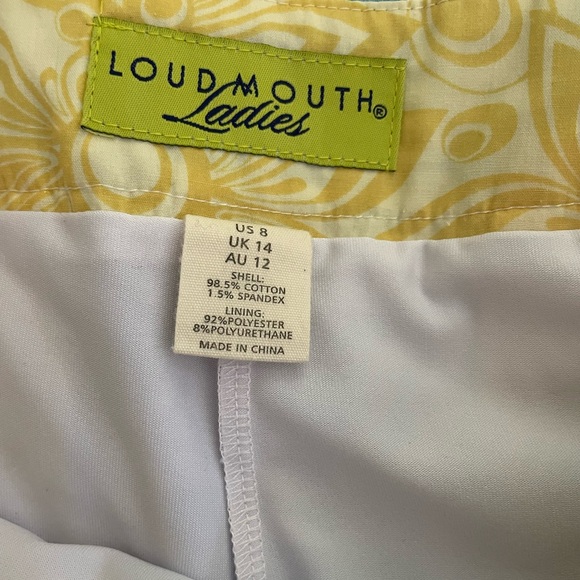 LOUDMOUTH®
Ladies
US 8
UK 14
AU 12
SHELL:
98.5% COTTON
1.5% SPANDEX
LINING:
92%POLYESTER
8%POLYURETHANE
MADE IN CHINA